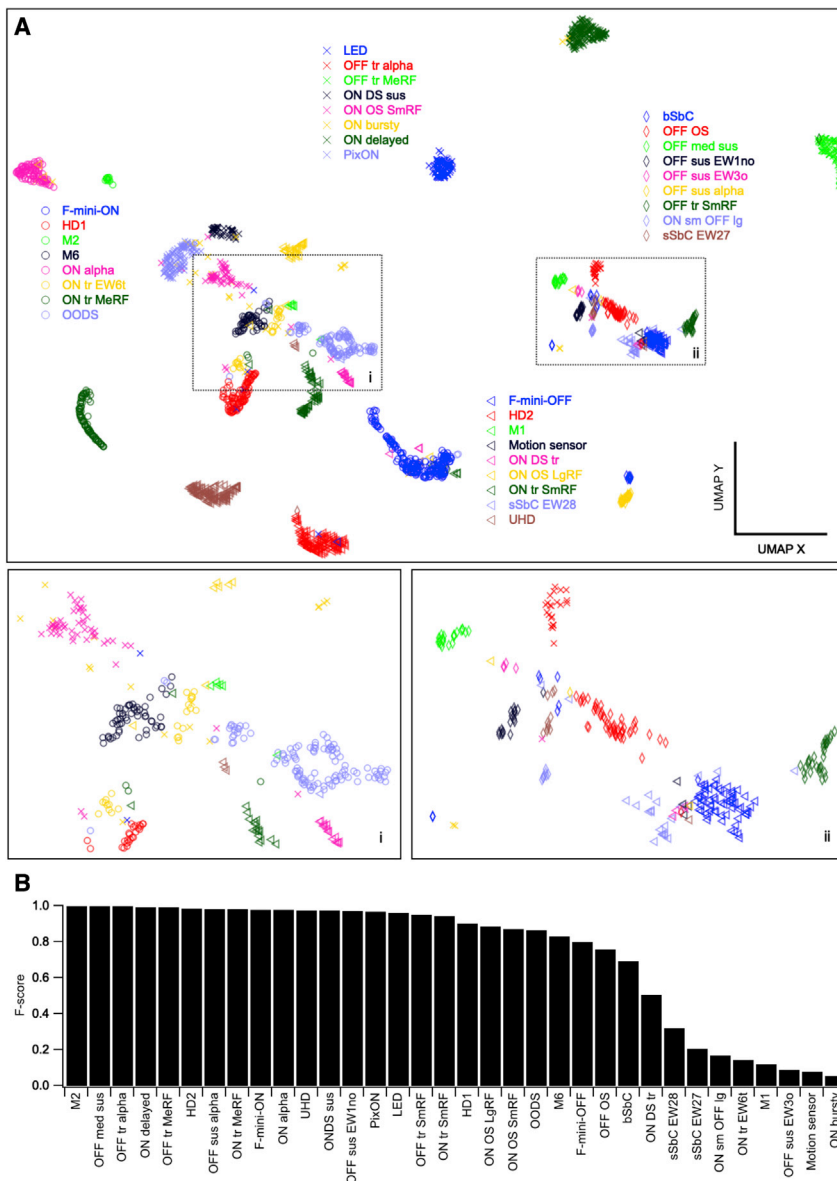 A
LED
OFF tr alpha
OFF tr MeRF
ON DS sus
ON OS SmRF
ON bursty
ON delayed
PixON
bSbC
OFF OS
OFF med sus
OFF sus EW1no
OFF sus EW3o
OFF sus alpha
OFF tr SmRF
ON sm OFF lg
sSbC EW27
F-mini-ON
HD1
M2
M6
ON alpha
ON tr EW6t
ON tr MeRF
OODS
i
ii
F-mini-OFF
HD2
M1
Motion sensor
ON DS tr
ON OS LgRF
ON tr SmRF
sSbC EW28
UHD
UMAP Y
UMAP X
i
ii
B
F-score
1.0
0.8
0.6
0.4
0.2
0.0
M2
OFF med sus
OFF tr alpha
ON delayed
OFF tr MeRF
HD2
OFF sus alpha
ON tr MeRF
F-mini-ON
ON alpha
UHD
ONDS sus
OFF sus EW1no
PixON
LED
OFF tr SmRF
ON tr SmRF
HD1
ON OS LgRF
ON OS SmRF
OODS
M6
F-mini-OFF
OFF OS
bSbC
ON DS tr
sSbC EW28
sSbC EW27
ON sm OFF lg
ON tr EW6t
M1
OFF sus EW3o
Motion sensor
ON bursty